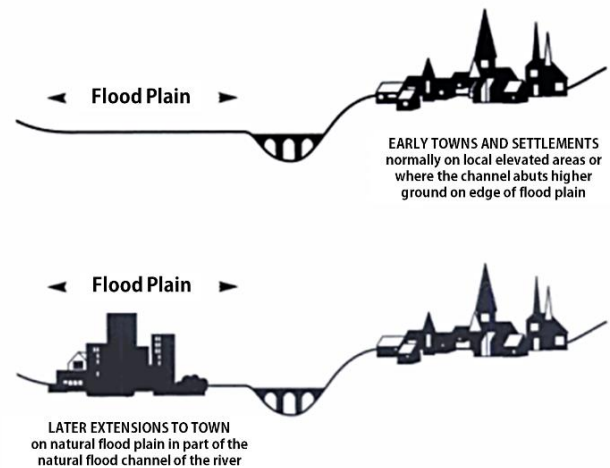 Flood Plain
EARLY TOWNS AND SETTLEMENTS
normally on local elevated areas or
where the channel abuts higher
ground on edge of flood plain
Flood Plain
LATER EXTENSIONS TO TOWN
on natural flood plain in part of the
natural flood channel of the river